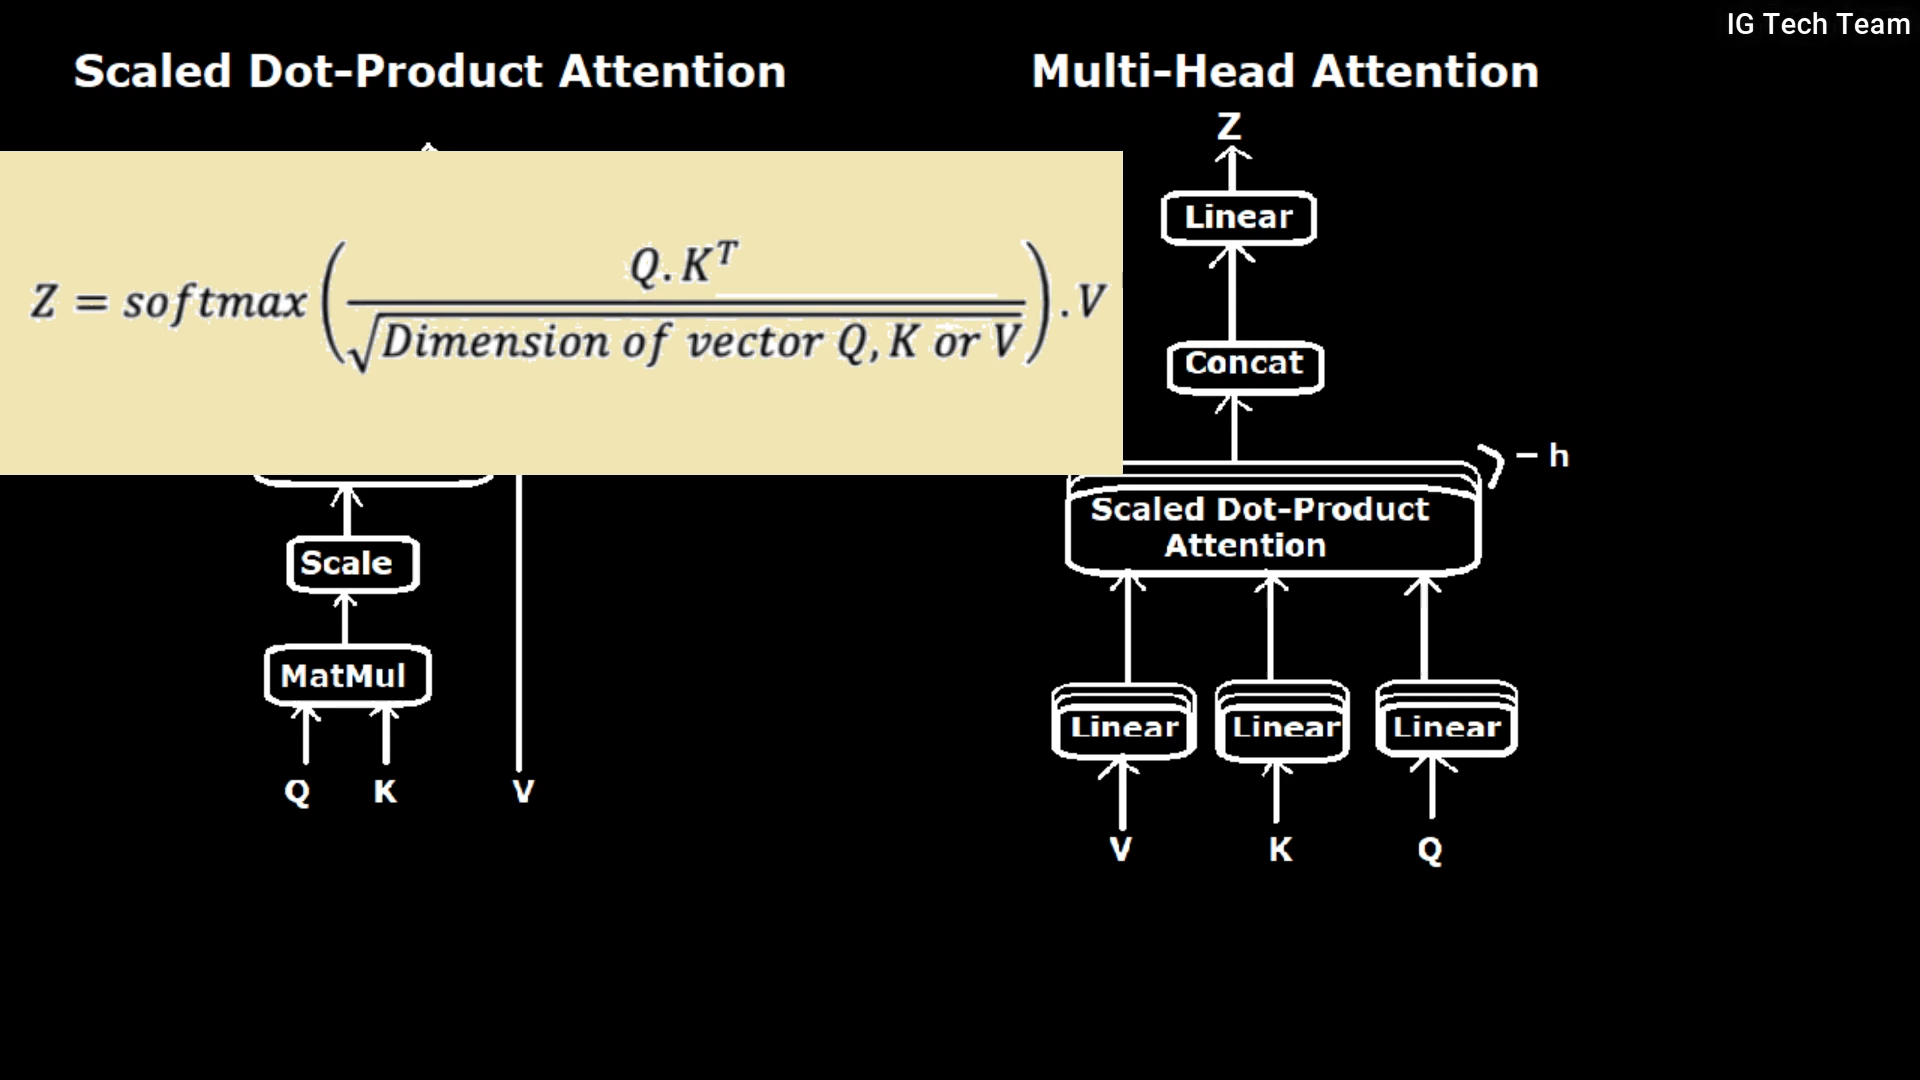 IG Tech Team
Scaled Dot-Product Attention
Z = softmax ( Q.K^T / √Dimension of vector Q, K or V ) .V
Scale
MatMul
Q K V
Multi-Head Attention
Z
Linear
Concat
- h
Scaled Dot-Product
Attention
Linear Linear Linear
V K Q